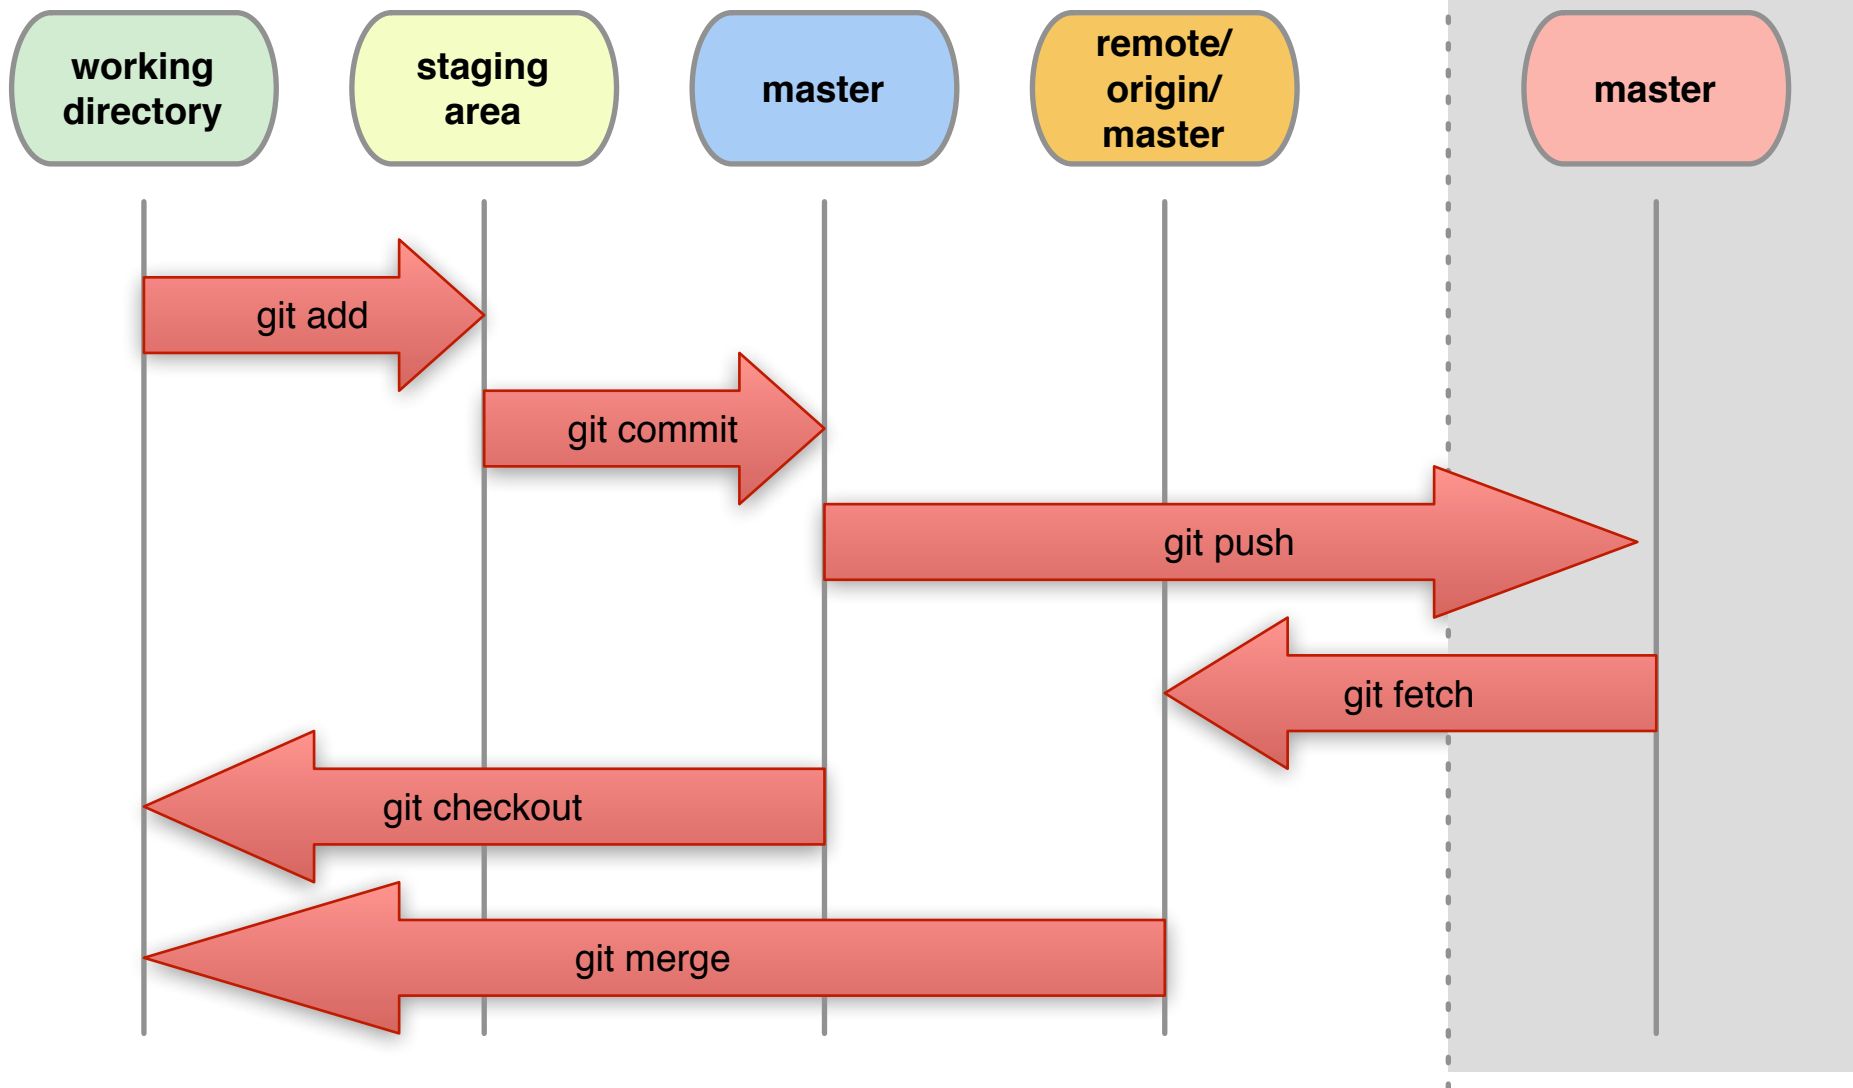 working
directory
staging
area
master
remote/
origin/
master
master
git add
git commit
git push
git fetch
git checkout
git merge